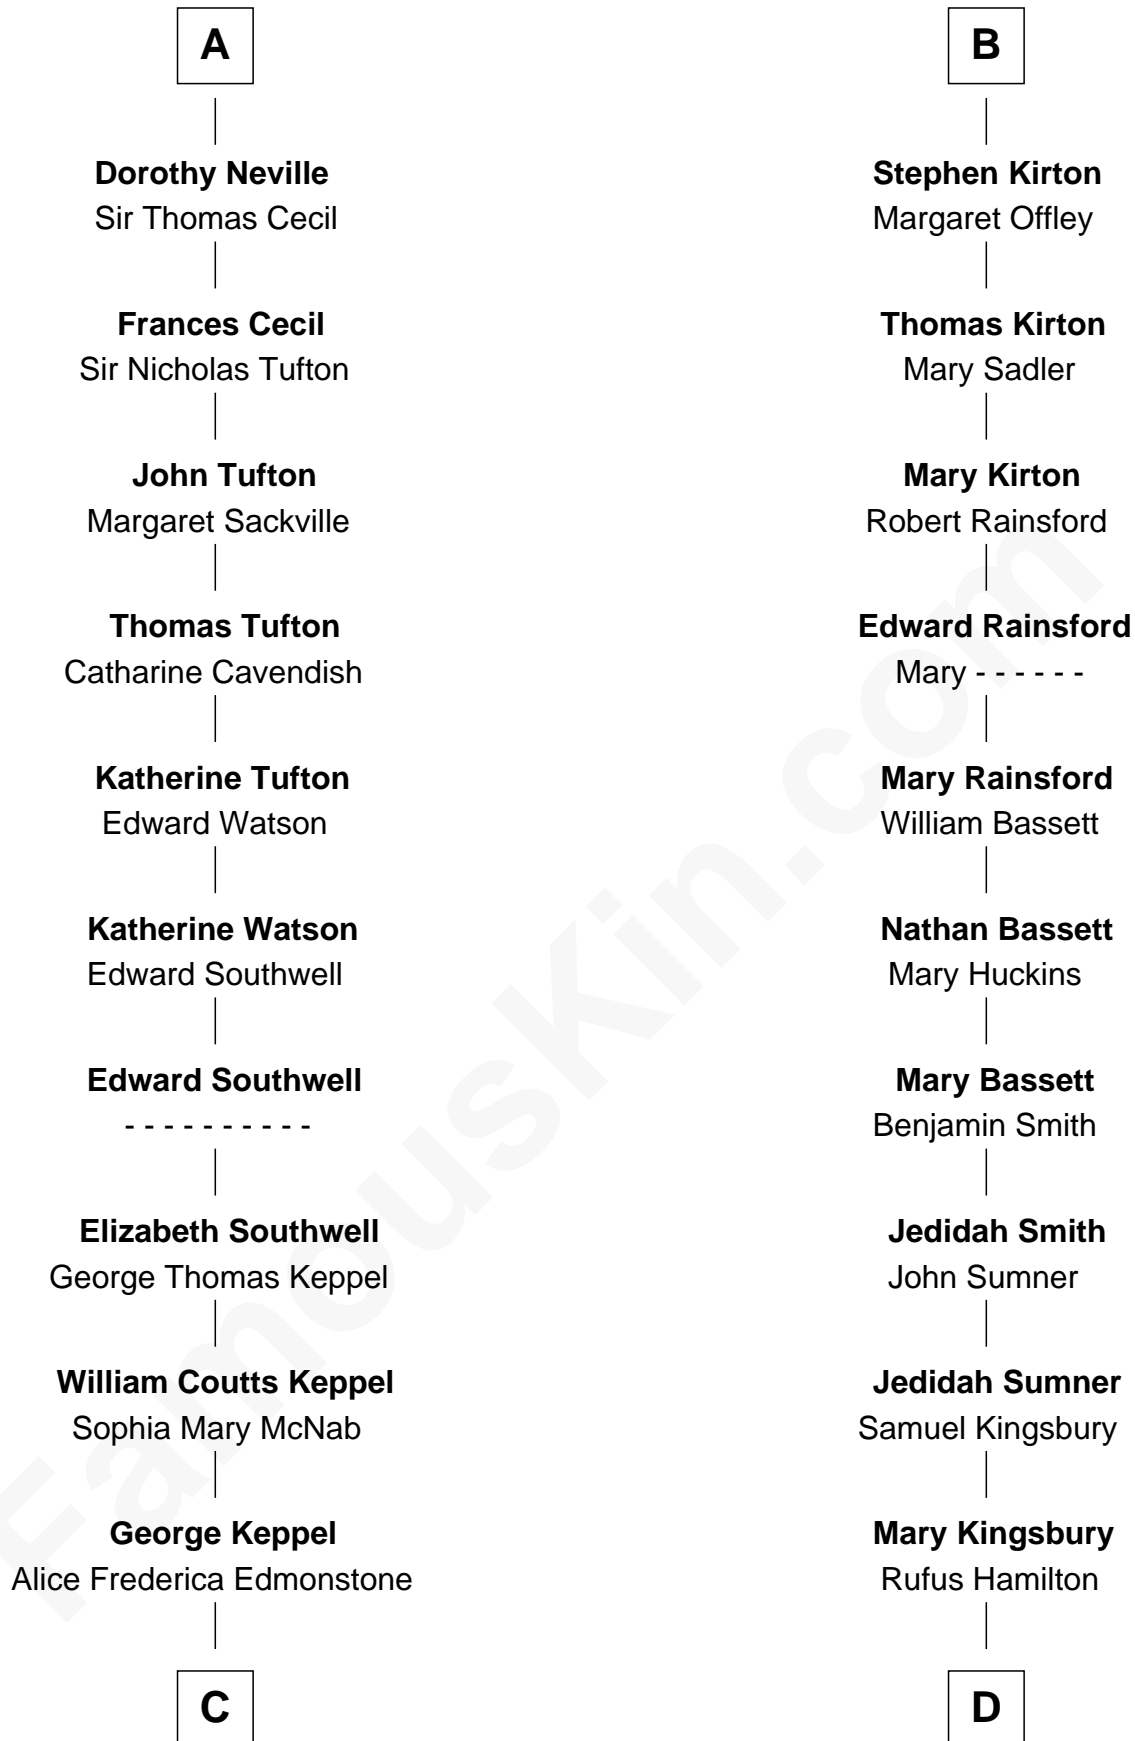 A
Dorothy Neville
Sir Thomas Cecil
Frances Cecil
Sir Nicholas Tufton
John Tufton
Margaret Sackville
Thomas Tufton
Catharine Cavendish
Katherine Tufton
Edward Watson
Katherine Watson
Edward Southwell
Edward Southwell
- - - - - - - - - -
Elizabeth Southwell
George Thomas Keppel
William Coutts Keppel
Sophia Mary McNab
George Keppel
Alice Frederica Edmonstone
C
B
Stephen Kirton
Margaret Offley
Thomas Kirton
Mary Sadler
Mary Kirton
Robert Rainsford
Edward Rainsford
Mary - - - - - -
Mary Rainsford
William Bassett
Nathan Bassett
Mary Huckins
Mary Bassett
Benjamin Smith
Jedidah Smith
John Sumner
Jedidah Sumner
Samuel Kingsbury
Mary Kingsbury
Rufus Hamilton
D
FamousKin.com